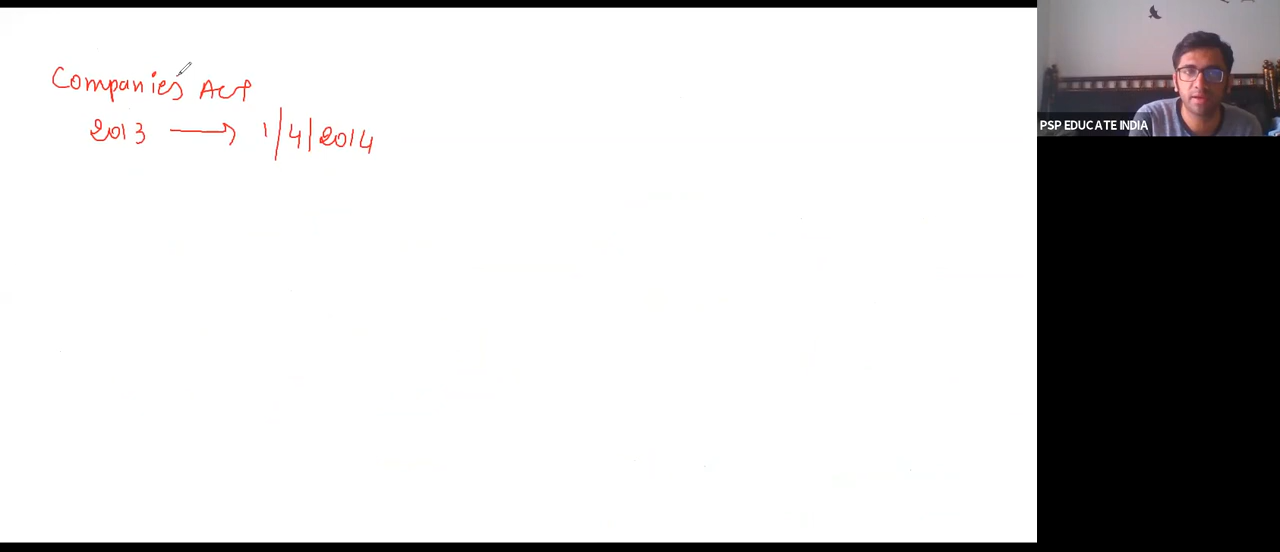 Companies Act
2013 → 1/4/2014
PSP EDUCATE INDIA